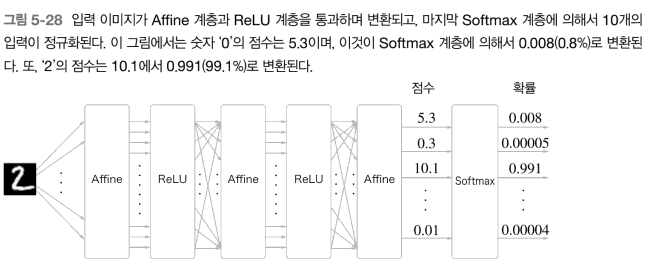 그림 5-28 입력 이미지가 Affine 계층과 ReLU 계층을 통과하며 변환되고, 마지막 Softmax 계층에 의해서 10개의
입력이 정규화된다. 이 그림에서는 숫자 ‘0’의 점수는 5.3이며, 이것이 Softmax 계층에 의해서 0.008(0.8%)로 변환된
다. 또, ‘2’의 점수는 10.1에서 0.991(99.1%)로 변환된다.
점수 확률
5.3 0.008
0.3 0.00005
10.1 0.991
2 Affine ReLU Affine ReLU Affine Softmax
0.01 0.00004